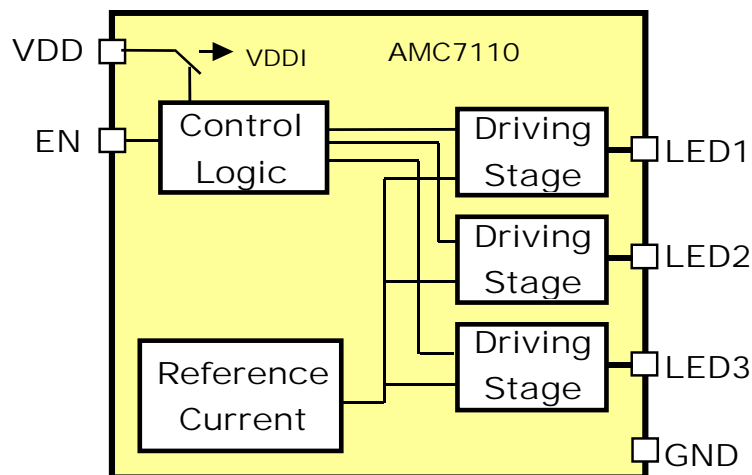 VDD
VDDI
AMC7110
EN
Control
Logic
Driving
Stage
LED1
Driving
Stage
LED2
Driving
Stage
LED3
Reference
Current
GND